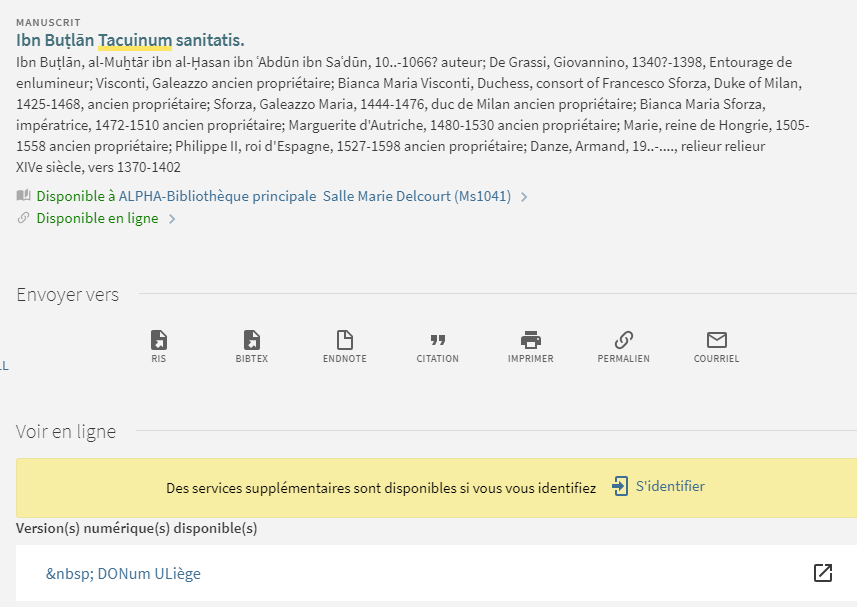 MANUSCRIT
Ibn Buṭlān Tacuinum sanitatis.
Ibn Buṭlān, al-Muẖtār ibn al-Ḥasan ibn ʿAbdūn ibn Saʿdūn, 10..-1066? auteur; De Grassi, Giovannino, 1340?-1398, Entourage de
enlumineur; Visconti, Galeazzo ancien propriétaire; Bianca Maria Visconti, Duchess, consort of Francesco Sforza, Duke of Milan,
1425-1468, ancien propriétaire; Sforza, Galeazzo Maria, 1444-1476, duc de Milan ancien propriétaire; Bianca Maria Sforza,
impératrice, 1472-1510 ancien propriétaire; Marguerite d'Autriche, 1480-1530 ancien propriétaire; Marie, reine de Hongrie, 1505-
1558 ancien propriétaire; Philippe II, roi d'Espagne, 1527-1598 ancien propriétaire; Danze, Armand, 19..-...., relieur relieur
XIVe siècle, vers 1370-1402
Disponible à ALPHA-Bibliothèque principale Salle Marie Delcourt (Ms1041)
Disponible en ligne
Envoyer vers
RIS BIBTEX ENDNOTE CITATION IMPRIMER PERMALIEN COURRIEL
Voir en ligne
Des services supplémentaires sont disponibles si vous vous identifiez S'identifier
Version(s) numérique(s) disponible(s)
&nbsp; DONum ULiège